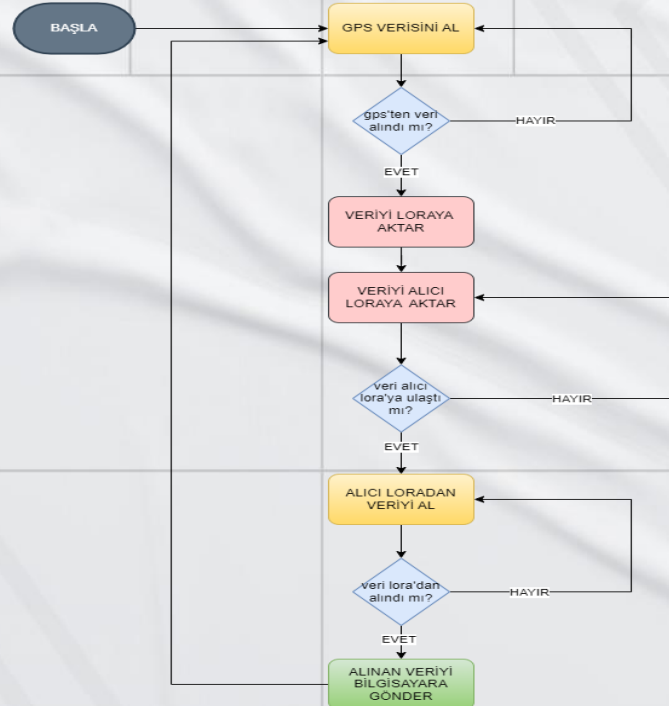 BAŞLA
GPS VERİSİNİ AL
gps'ten veri
alındı mı?
HAYIR
EVET
VERİYİ LORAYA
AKTAR
VERİYİ ALICI
LORAYA AKTAR
veri alıcı
lora'ya ulaştı
mı?
HAYIR
EVET
ALICI LORADAN
VERİYİ AL
veri lora'dan
alındı mı?
HAYIR
EVET
ALINAN VERİYİ
BİLGİSAYARA
GÖNDER